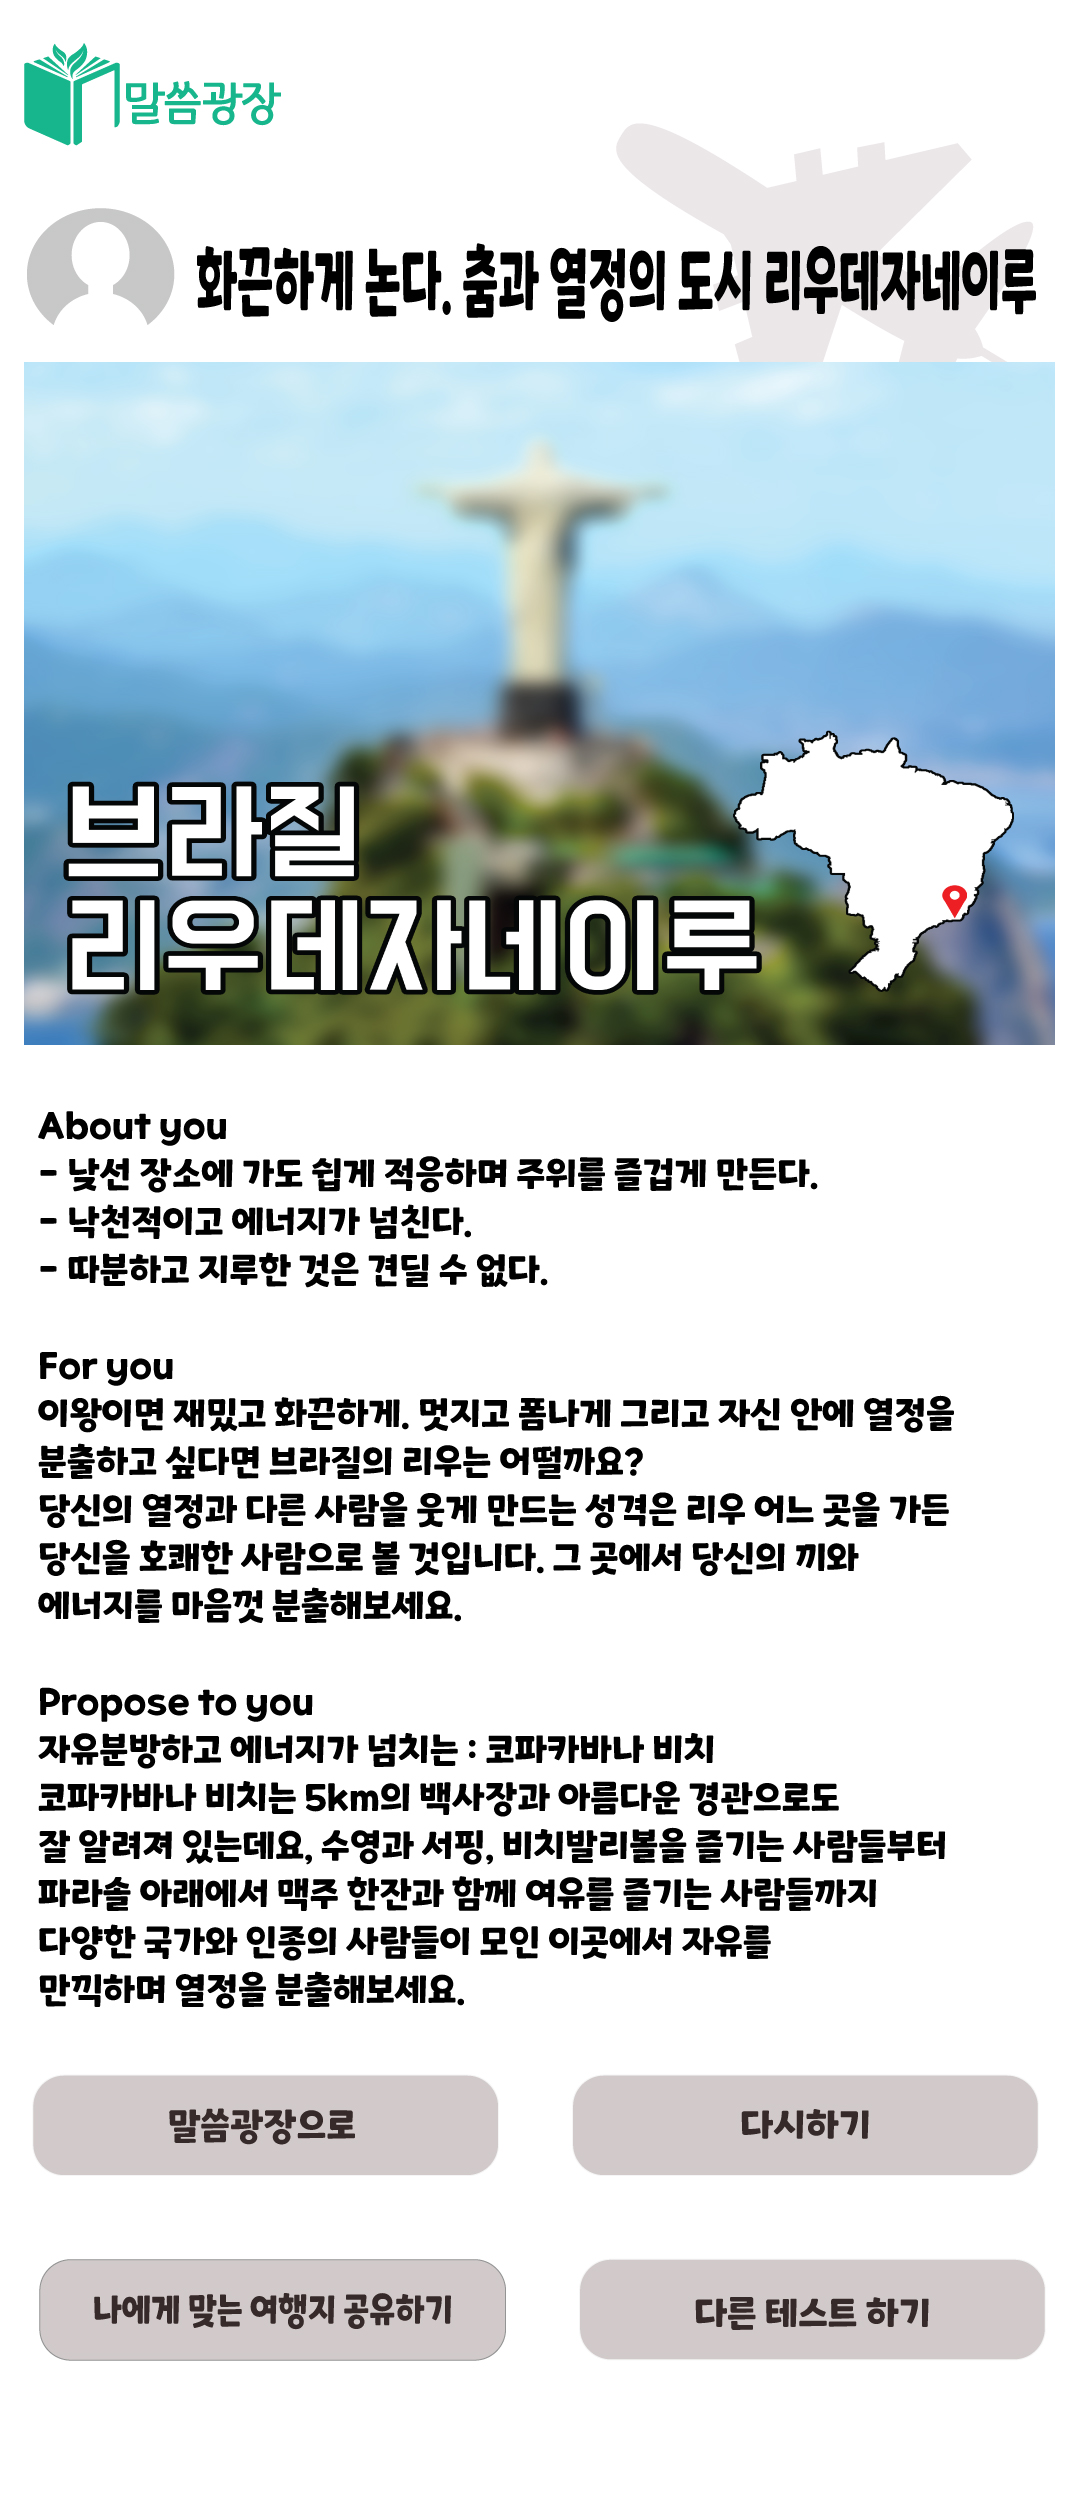 말씀광장
화끈하게 논다. 춤과 열정의 도시 리우데자네이루
브라질
리우데자네이루
About you
- 낯선 장소에 가도 쉽게 적응하며 주위를 즐겁게 만든다.
- 낙천적이고 에너지가 넘친다.
- 따분하고 지루한 것은 견딜 수 없다.
For you
이왕이면 재밌고 화끈하게. 멋지고 폼나게 그리고 자신 안에 열정을
분출하고 싶다면 브라질의 리우는 어떨까요?
당신의 열정과 다른 사람을 웃게 만드는 성격은 리우 어느 곳을 가든
당신을 호쾌한 사람으로 볼 것입니다. 그 곳에서 당신의 끼와
에너지를 마음껏 분출해보세요.
Propose to you
자유분방하고 에너지가 넘치는 : 코파카바나 비치
코파카바나 비치는 5km의 백사장과 아름다운 경관으로도
잘 알려져 있는데요, 수영과 서핑, 비치발리볼을 즐기는 사람들부터
파라솔 아래에서 맥주 한잔과 함께 여유를 즐기는 사람들까지
다양한 국가와 인종의 사람들이 모인 이곳에서 자유를
만끽하며 열정을 분출해보세요.
말씀광장으로
다시하기
나에게 맞는 여행지 공유하기
다른 테스트 하기